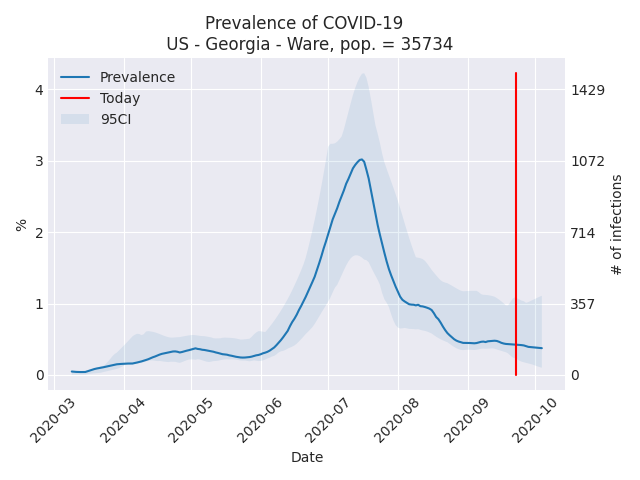 Prevalence of COVID-19
US - Georgia - Ware, pop. = 35734
Prevalence
Today
95CI
%
4
3
2
1
0
1429
1072
714
357
0
# of infections
2020-03
2020-04
2020-05
2020-06
2020-07
2020-08
2020-09
2020-10
Date